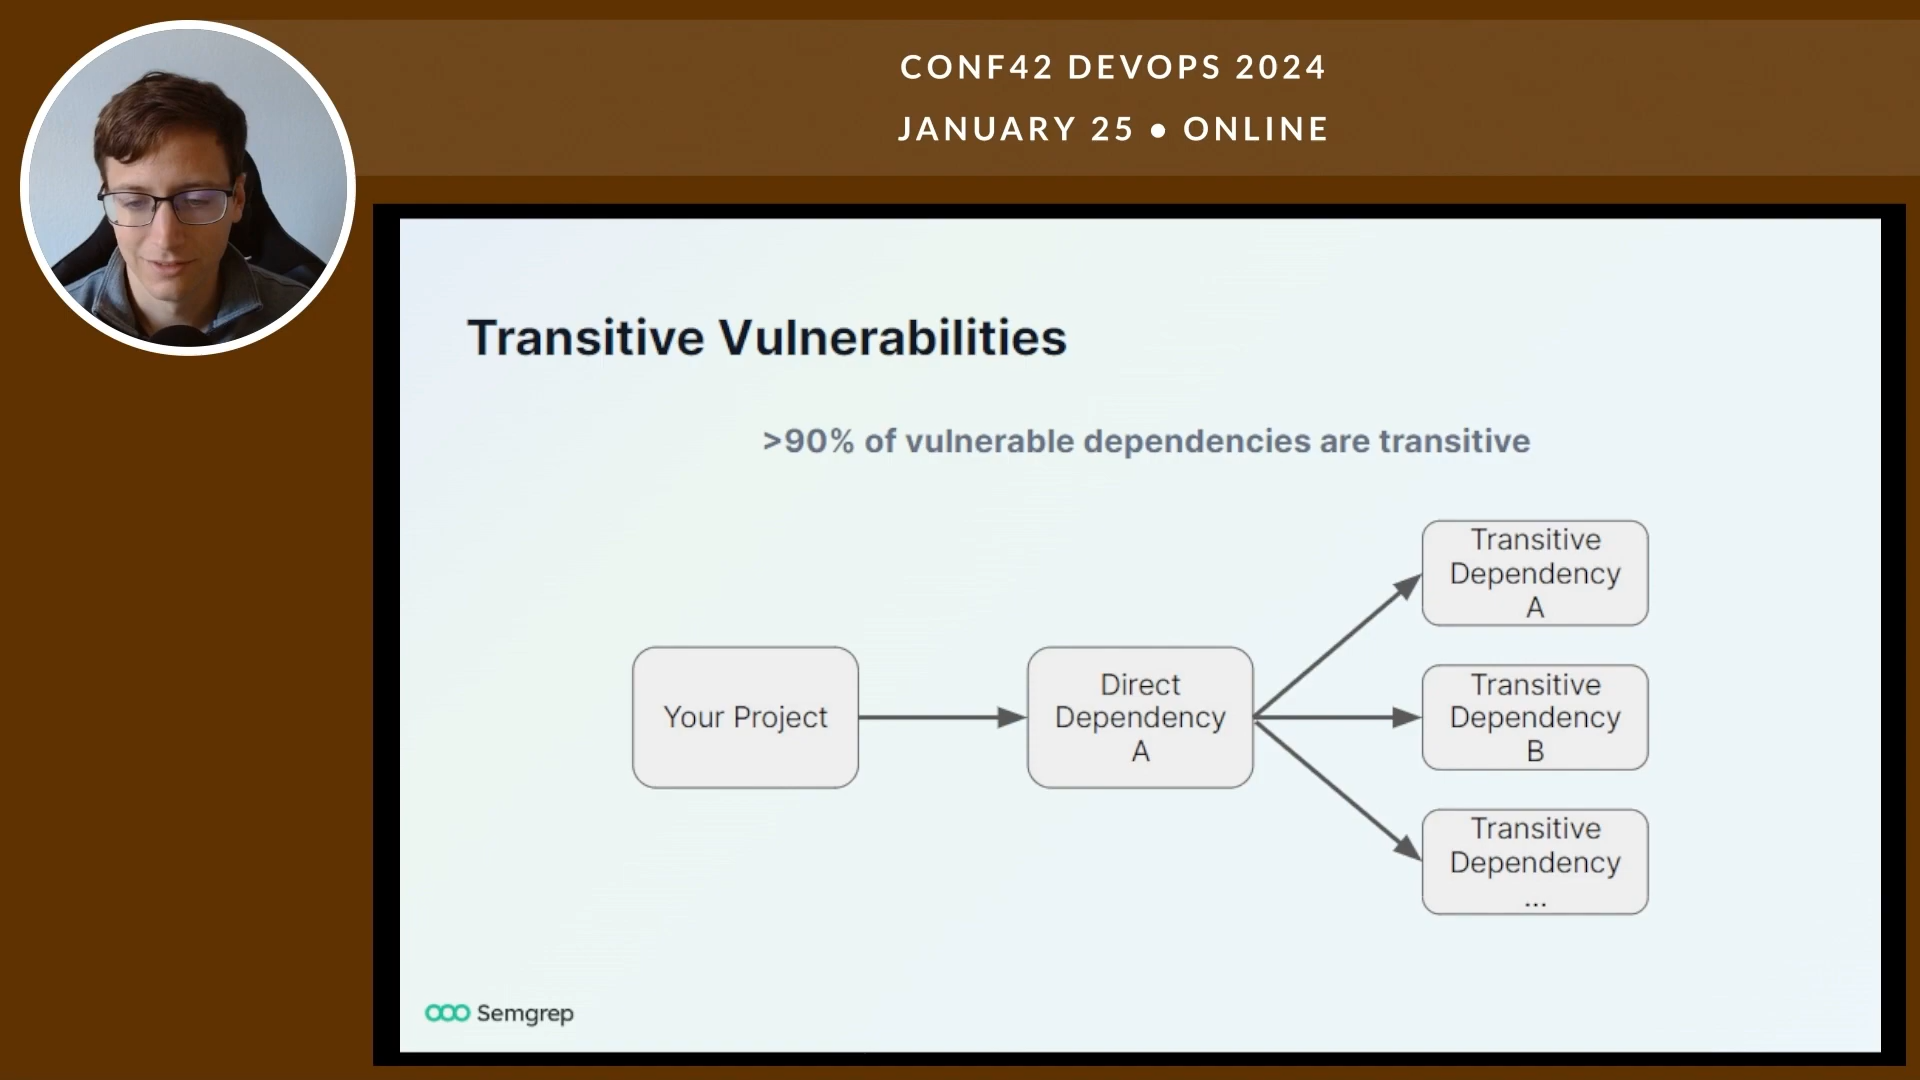 CONF42 DEVOPS 2024
JANUARY 25 • ONLINE
Transitive Vulnerabilities
>90% of vulnerable dependencies are transitive
Your Project
Direct
Dependency
A
Transitive
Dependency
A
Transitive
Dependency
B
Transitive
Dependency
...
Semgrep